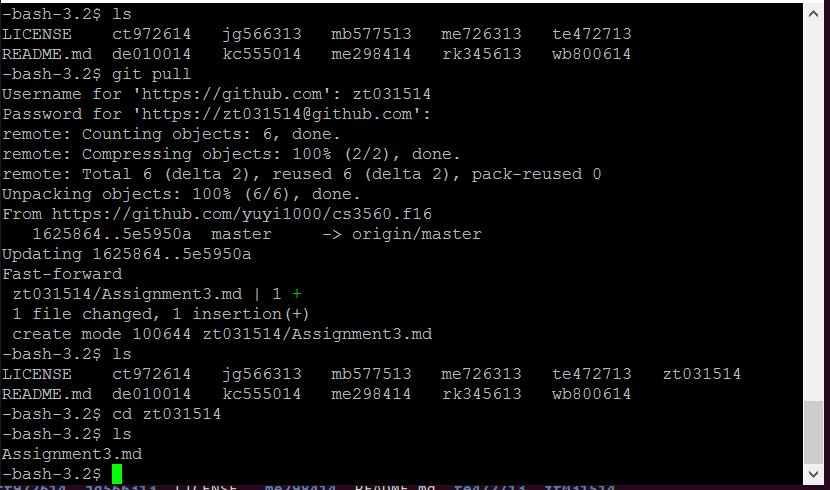 -bash-3.2$ ls
LICENSE    ct972614   jg566313   mb577513   me726313   te472713
README.md  de010014   kc555014   me298414   rk345613   wb800614
-bash-3.2$ git pull
Username for 'https://github.com': zt031514
Password for 'https://zt031514@github.com':
remote: Counting objects: 6, done.
remote: Compressing objects: 100% (2/2), done.
remote: Total 6 (delta 2), reused 6 (delta 2), pack-reused 0
Unpacking objects: 100% (6/6), done.
From https://github.com/yuyi1000/cs3560.f16
   1625864..5e5950a  master     -> origin/master
Updating 1625864..5e5950a
Fast-forward
 zt031514/Assignment3.md | 1 +
 1 file changed, 1 insertion(+)
 create mode 100644 zt031514/Assignment3.md
-bash-3.2$ ls
LICENSE    ct972614   jg566313   mb577513   me726313   te472713   zt031514
README.md  de010014   kc555014   me298414   rk345613   wb800614
-bash-3.2$ cd zt031514
-bash-3.2$ ls
Assignment3.md
-bash-3.2$